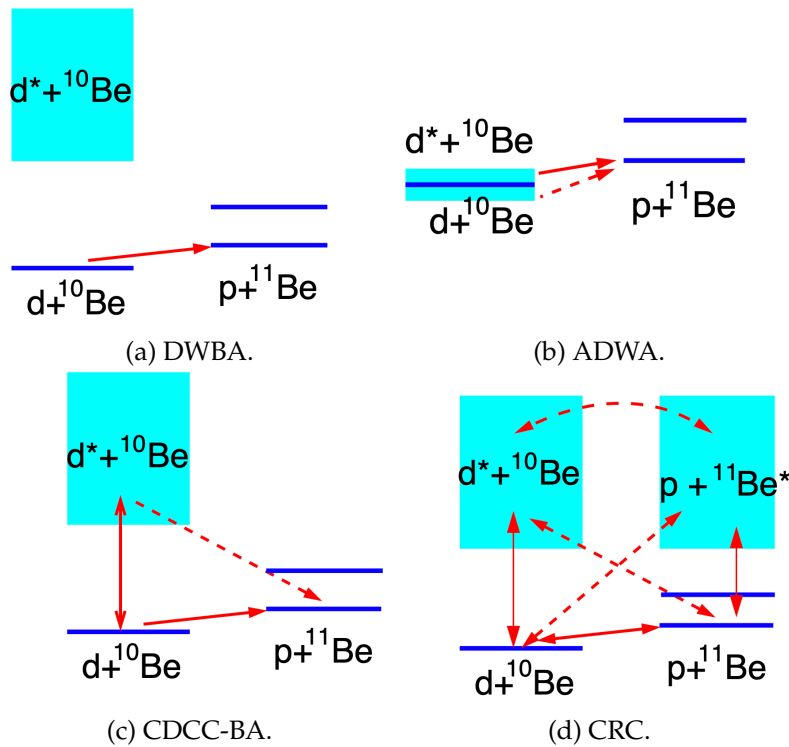 d*+¹⁰Be
d+¹⁰Be
p+¹¹Be
(a) DWBA.
d*+¹⁰Be
d+¹⁰Be
p+¹¹Be
(b) ADWA.
d*+¹⁰Be
d+¹⁰Be
p+¹¹Be
(c) CDCC-BA.
d*+¹⁰Be
p + ¹¹Be*
d+¹⁰Be
p+¹¹Be
(d) CRC.